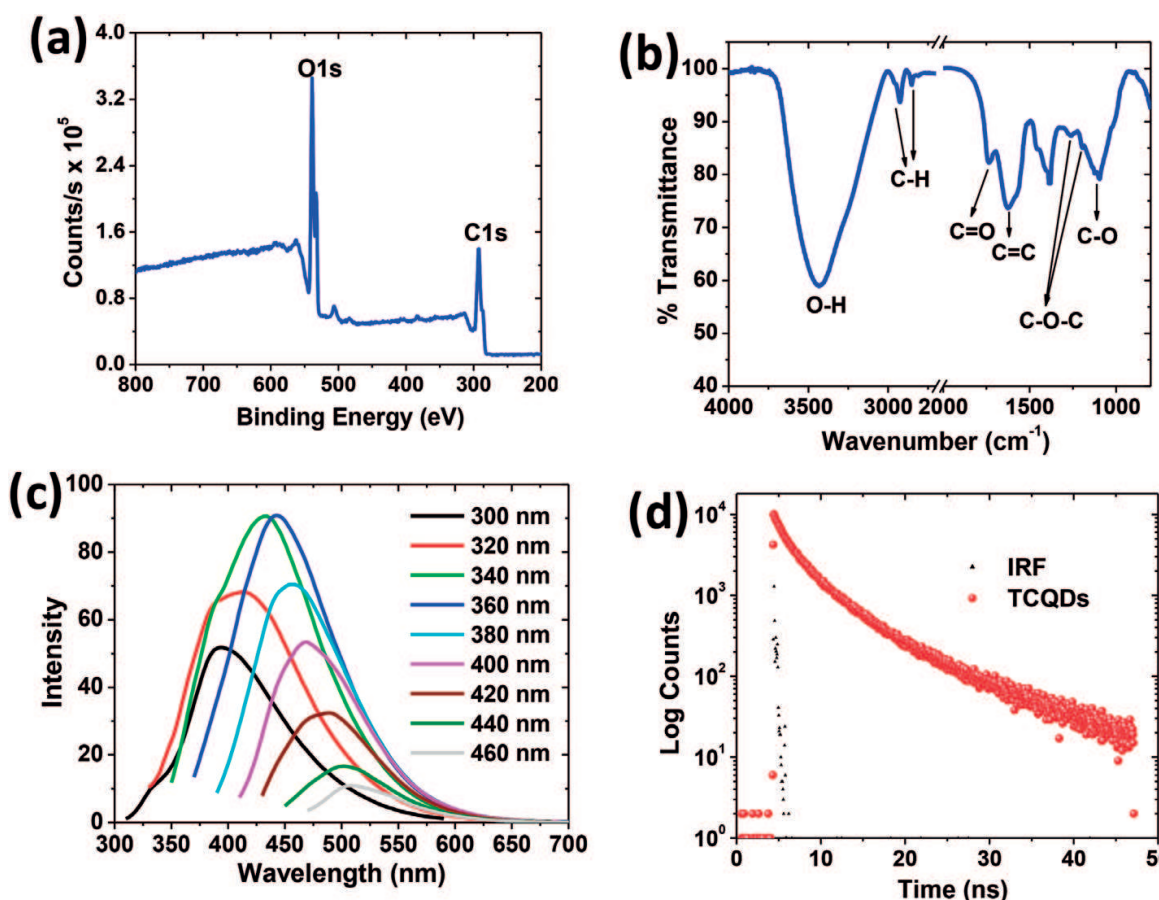 (a)
4.0
3.2
2.4
1.6
0.8
0.0
Counts/s x 10⁵
O1s
C1s
800 700 600 500 400 300 200
Binding Energy (eV)
(b)
100
90
80
70
60
50
40
% Transmittance
C-H
C=O
C=C
C-O
O-H
C-O-C
4000 3500 3000 2000 1500 1000
Wavenumber (cm⁻¹)
(c)
100
80
60
40
20
0
Intensity
300 nm
320 nm
340 nm
360 nm
380 nm
400 nm
420 nm
440 nm
460 nm
300 350 400 450 500 550 600 650 700
Wavelength (nm)
(d)
10⁴
10³
10²
10¹
10⁰
Log Counts
IRF
TCQDs
0 10 20 30 40 50
Time (ns)